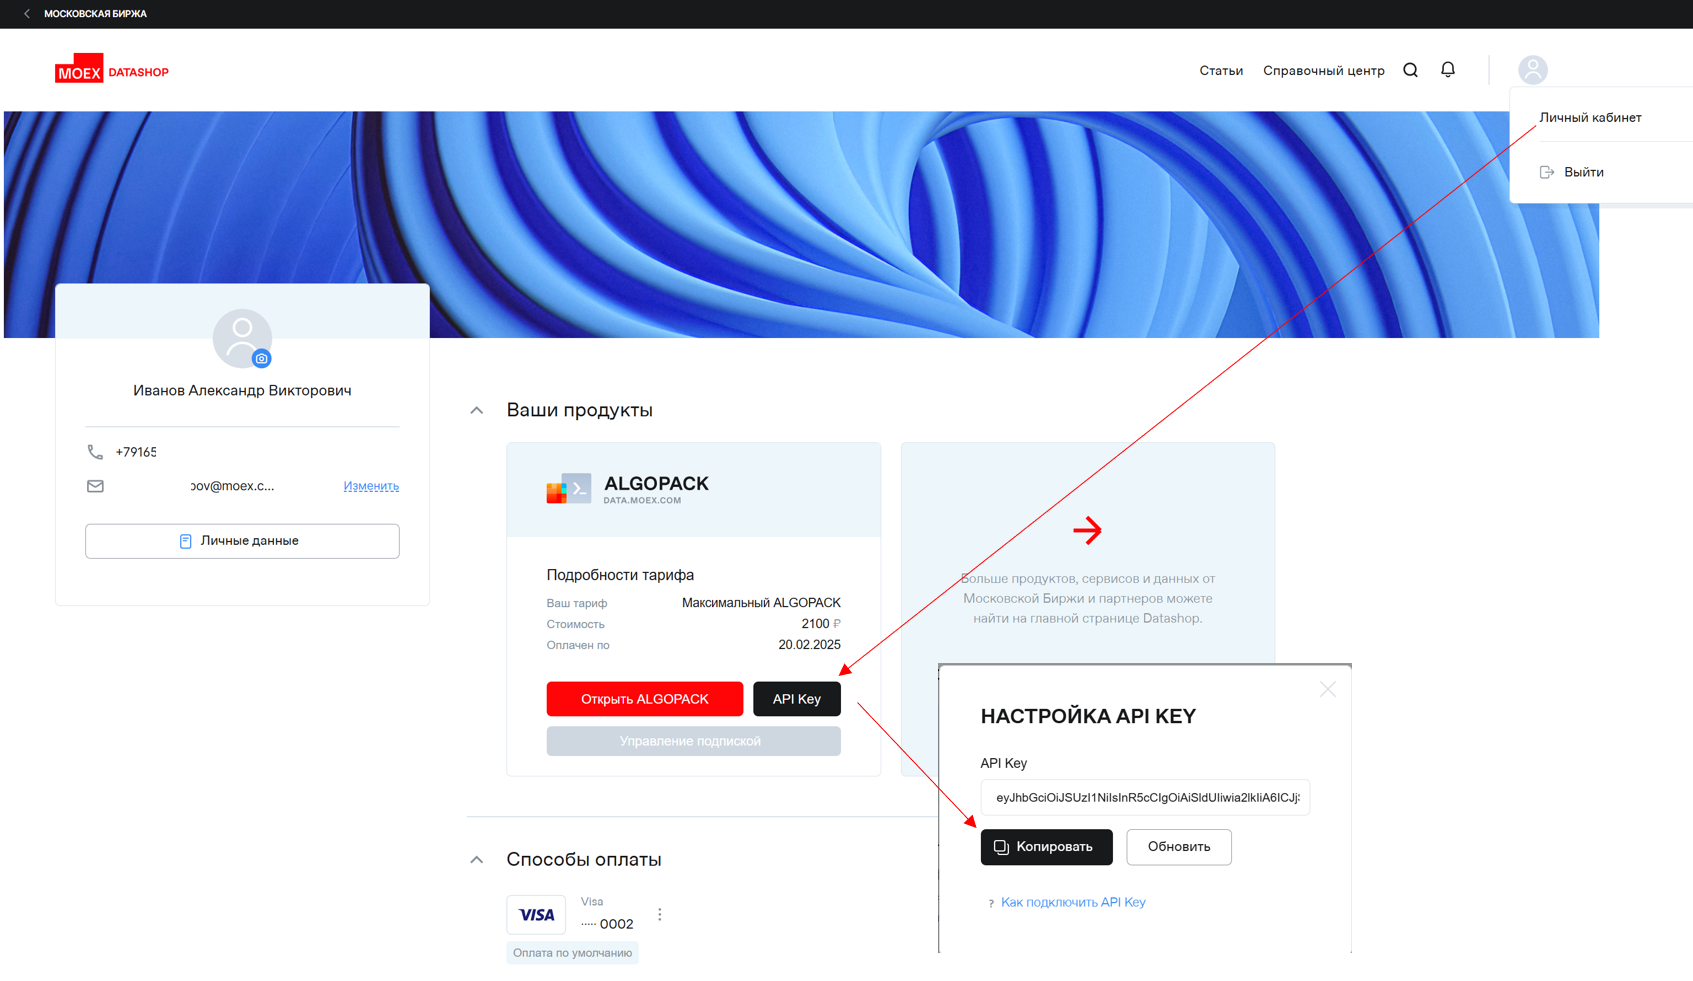 МОСКОВСКАЯ БИРЖА
MOEX DATASHOP
Статьи
Справочный центр
Личный кабинет
Выйти
Иванов Александр Викторович
+79165
ov@moex.c...
Изменить
Личные данные
Ваши продукты
ALGOPACK
DATA.MOEX.COM
Подробности тарифа
Ваш тариф Максимальный ALGOPACK
Стоимость 2100 ₽
Оплачен по 20.02.2025
Открыть ALGOPACK
API Key
Управление подпиской
Больше продуктов, сервисов и данных от
Московской Биржи и партнеров можете
найти на главной странице Datashop.
НАСТРОЙКА API KEY
API Key
Копировать
Обновить
? Как подключить API Key
Способы оплаты
VISA
Visa
····· 0002
Оплата по умолчанию